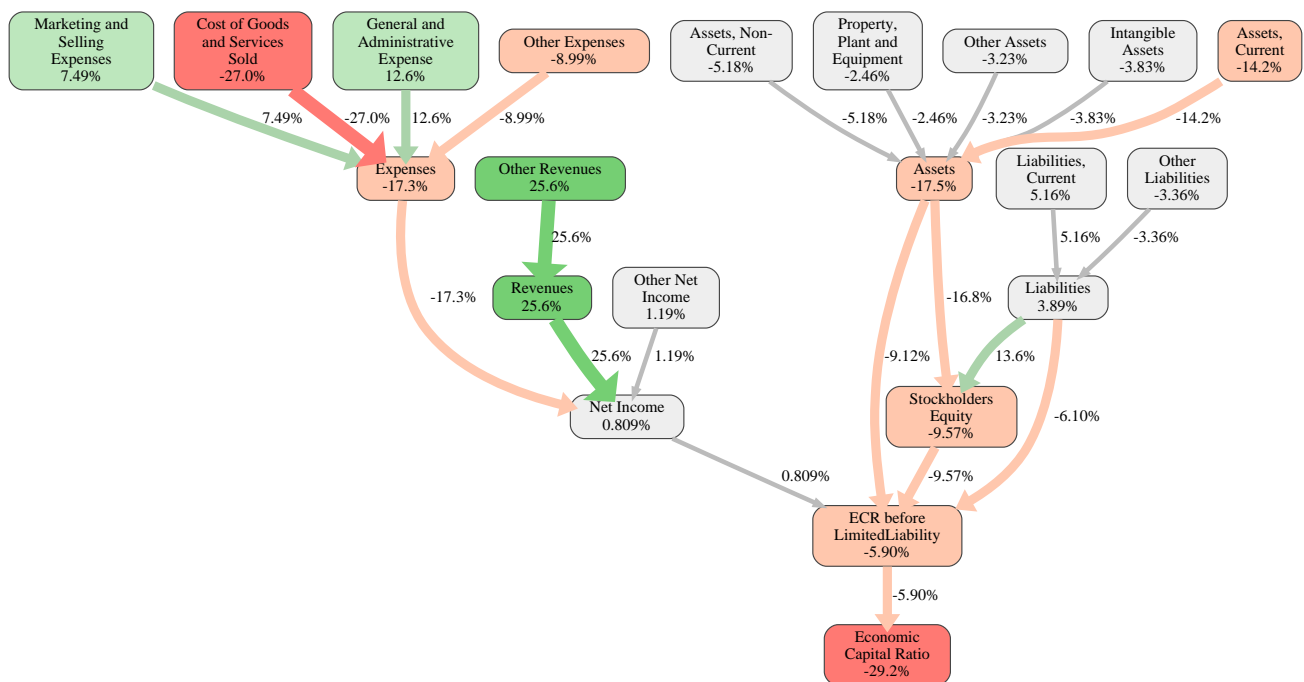 Marketing and
Selling
Expenses
7.49%
Cost of Goods
and Services
Sold
-27.0%
General and
Administrative
Expense
12.6%
Other Expenses
-8.99%
Assets, Non-
Current
-5.18%
Property,
Plant and
Equipment
-2.46%
Other Assets
-3.23%
Intangible
Assets
-3.83%
Assets,
Current
-14.2%
7.49%
-27.0%
12.6%
-8.99%
-5.18%
-2.46%
-3.23%
-3.83%
-14.2%
Expenses
-17.3%
Other Revenues
25.6%
Assets
-17.5%
Liabilities,
Current
5.16%
Other
Liabilities
-3.36%
25.6%
5.16%
-3.36%
-17.3%
Revenues
25.6%
Other Net
Income
1.19%
-16.8%
Liabilities
3.89%
25.6%
1.19%
-9.12%
13.6%
Net Income
0.809%
Stockholders
Equity
-9.57%
-6.10%
0.809%
-9.57%
ECR before
LimitedLiability
-5.90%
-5.90%
Economic
Capital Ratio
-29.2%